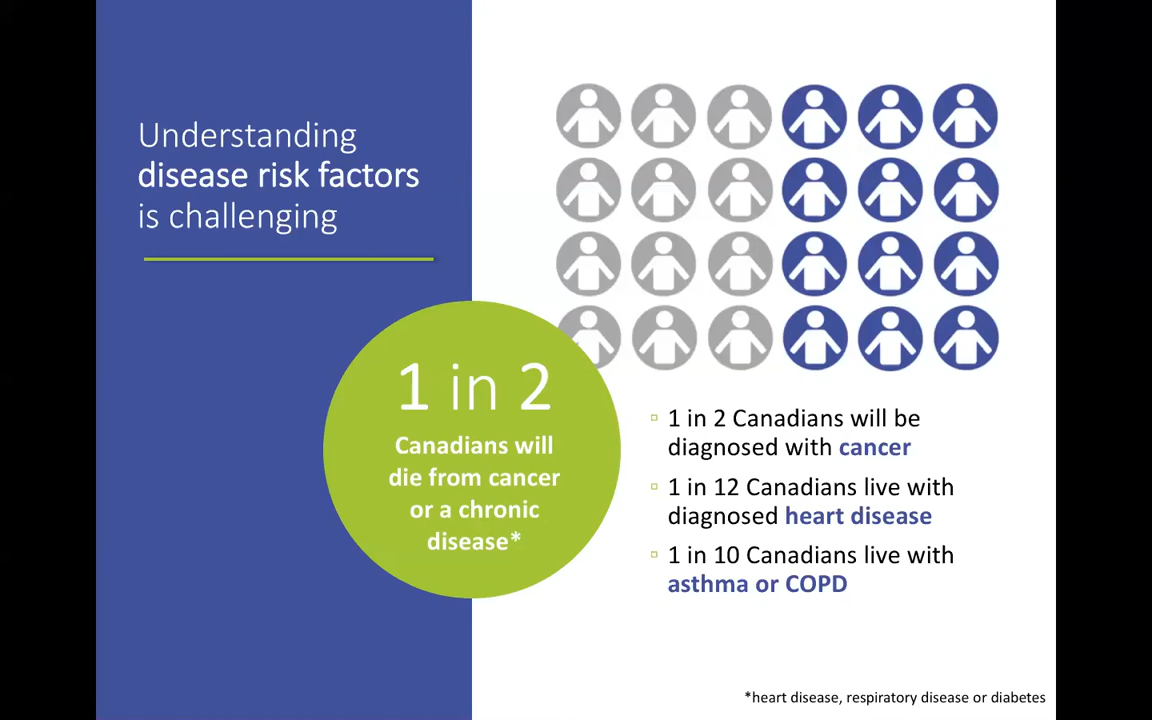 Understanding
disease risk factors
is challenging
1 in 2
Canadians will
die from cancer
or a chronic
disease*
1 in 2 Canadians will be
diagnosed with cancer
1 in 12 Canadians live with
diagnosed heart disease
1 in 10 Canadians live with
asthma or COPD
*heart disease, respiratory disease or diabetes